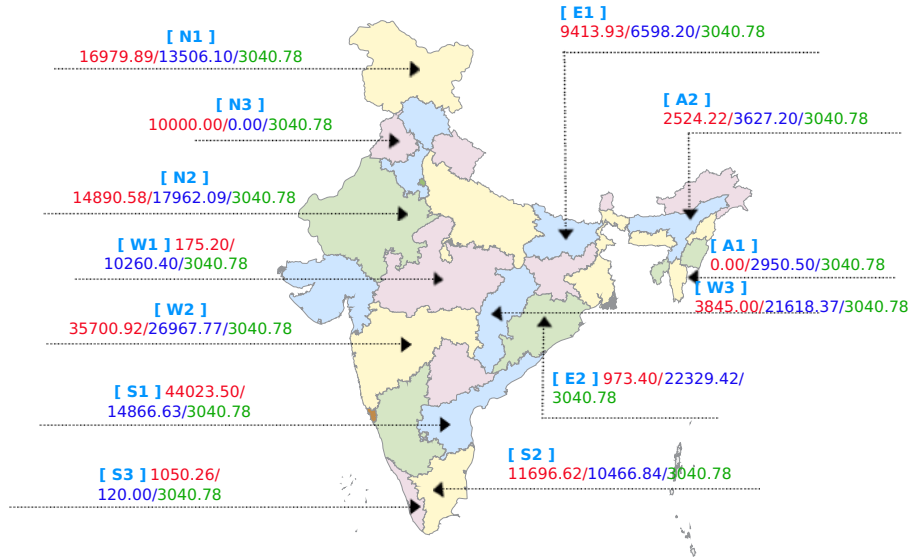 [ N1 ]
16979.89/13506.10/3040.78
[ E1 ]
9413.93/6598.20/3040.78
[ N3 ]
10000.00/0.00/3040.78
[ A2 ]
2524.22/3627.20/3040.78
[ N2 ]
14890.58/17962.09/3040.78
[ W1 ] 175.20/
10260.40/3040.78
[ A1 ]
0.00/2950.50/3040.78
[ W3 ]
3845.00/21618.37/3040.78
[ W2 ]
35700.92/26967.77/3040.78
[ E2 ] 973.40/22329.42/
3040.78
[ S1 ] 44023.50/
14866.63/3040.78
[ S2 ]
11696.62/10466.84/3040.78
[ S3 ] 1050.26/
120.00/3040.78